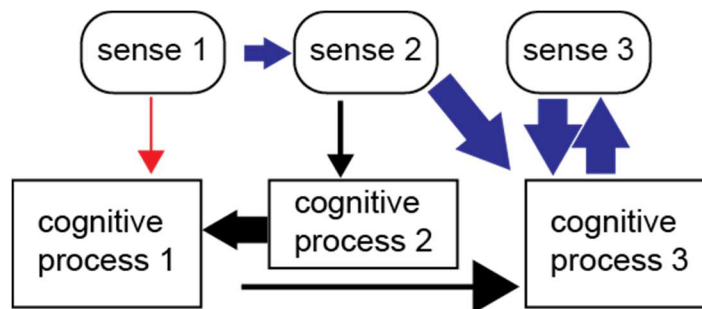 sense 1
sense 2
sense 3
cognitive
process 1
cognitive
process 2
cognitive
process 3